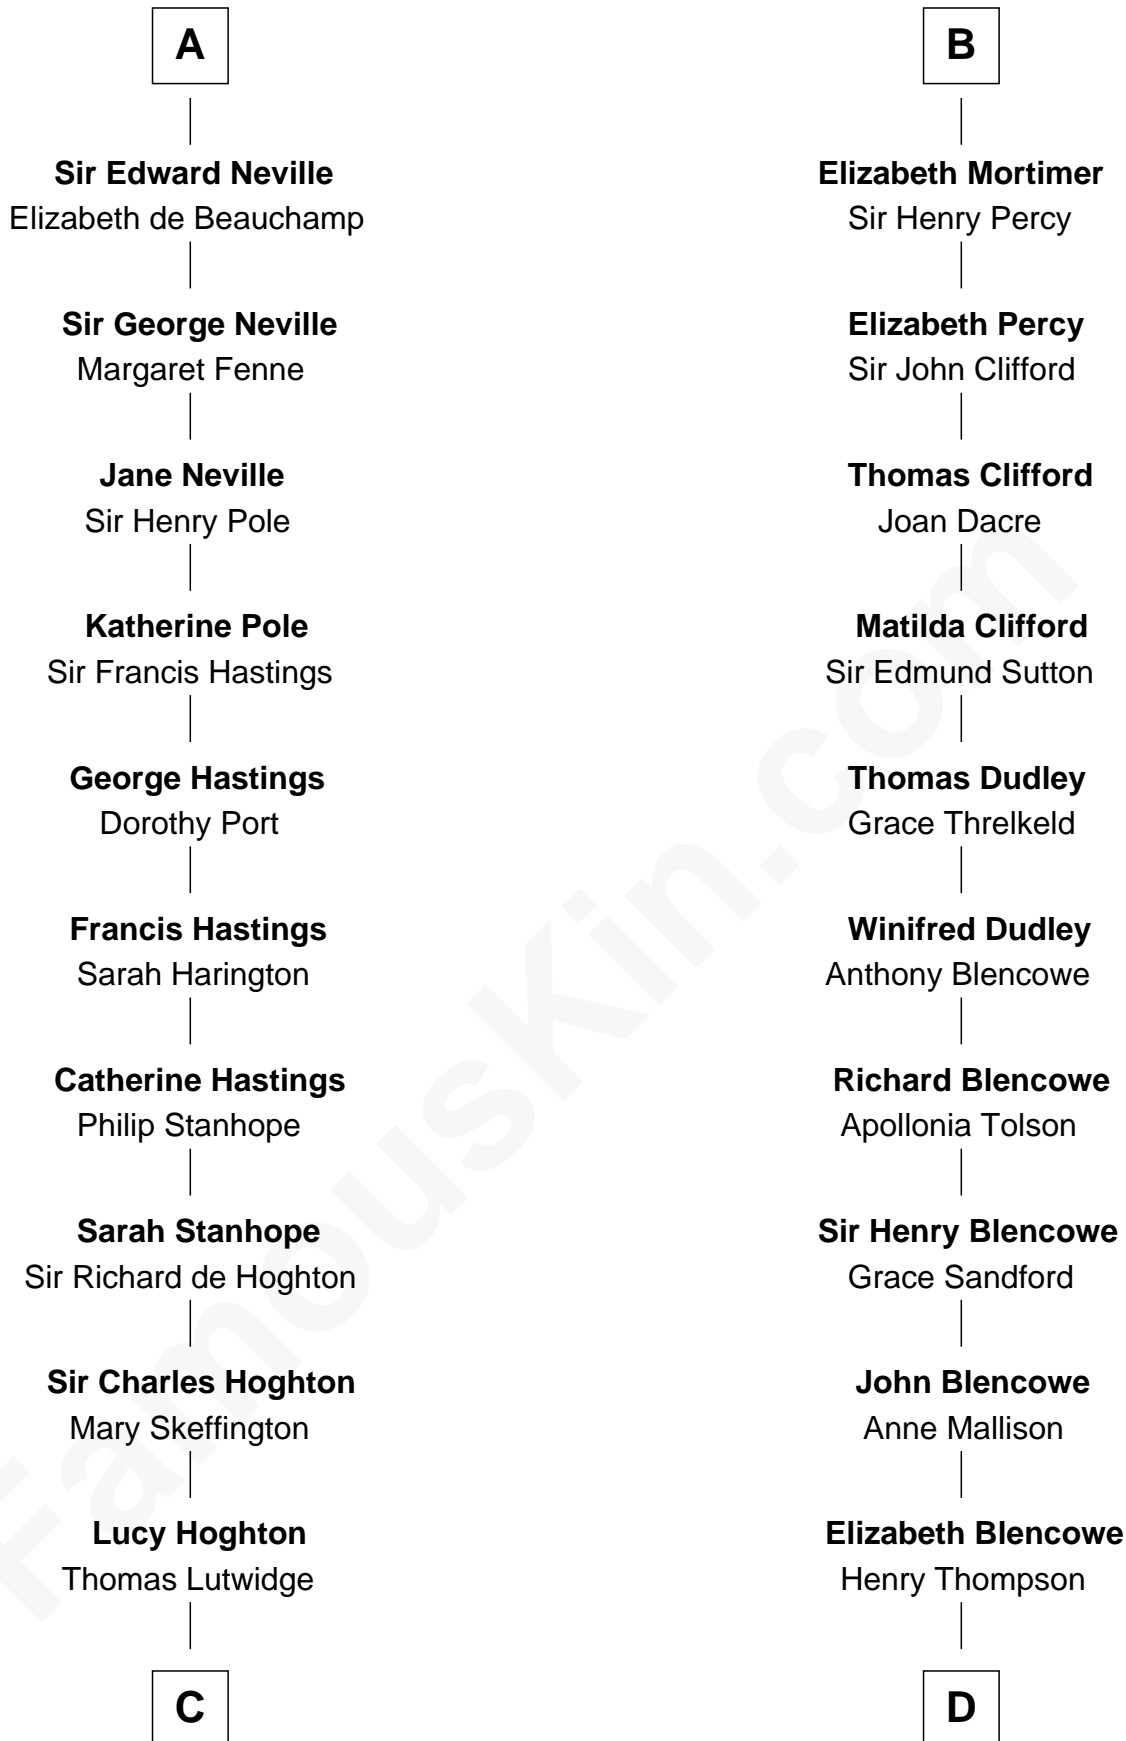 A
Sir Edward Neville
Elizabeth de Beauchamp
Sir George Neville
Margaret Fenne
Jane Neville
Sir Henry Pole
Katherine Pole
Sir Francis Hastings
George Hastings
Dorothy Port
Francis Hastings
Sarah Harington
Catherine Hastings
Philip Stanhope
Sarah Stanhope
Sir Richard de Hoghton
Sir Charles Hoghton
Mary Skeffington
Lucy Hoghton
Thomas Lutwidge
C
B
Elizabeth Mortimer
Sir Henry Percy
Elizabeth Percy
Sir John Clifford
Thomas Clifford
Joan Dacre
Matilda Clifford
Sir Edmund Sutton
Thomas Dudley
Grace Threlkeld
Winifred Dudley
Anthony Blencowe
Richard Blencowe
Apollonia Tolson
Sir Henry Blencowe
Grace Sandford
John Blencowe
Anne Mallison
Elizabeth Blencowe
Henry Thompson
D
FamousKin.com